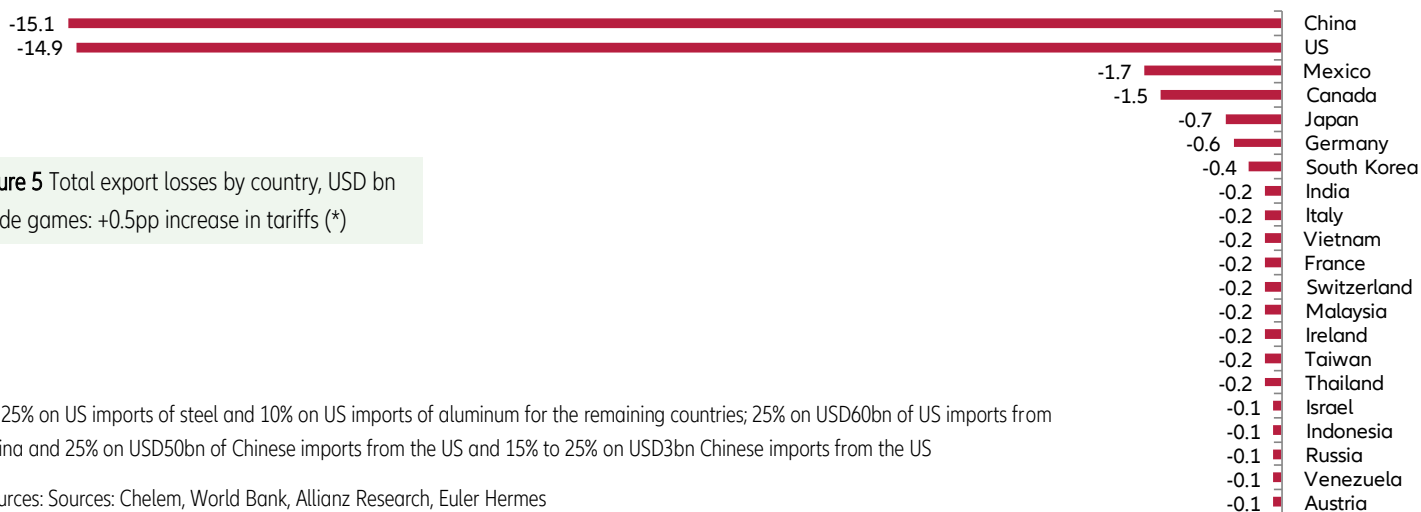 -15.1 China
-14.9 US
-1.7 Mexico
-1.5 Canada
-0.7 Japan
-0.6 Germany
-0.4 South Korea
-0.2 India
-0.2 Italy
-0.2 Vietnam
-0.2 France
-0.2 Switzerland
-0.2 Malaysia
-0.2 Ireland
-0.2 Taiwan
-0.2 Thailand
-0.1 Israel
-0.1 Indonesia
-0.1 Russia
-0.1 Venezuela
-0.1 Austria
ure 5 Total export losses by country, USD bn
de games: +0.5pp increase in tariffs (*)
25% on US imports of steel and 10% on US imports of aluminum for the remaining countries; 25% on USD60bn of US imports from
ina and 25% on USD50bn of Chinese imports from the US and 15% to 25% on USD3bn Chinese imports from the US
urces: Sources: Chelem, World Bank, Allianz Research, Euler Hermes